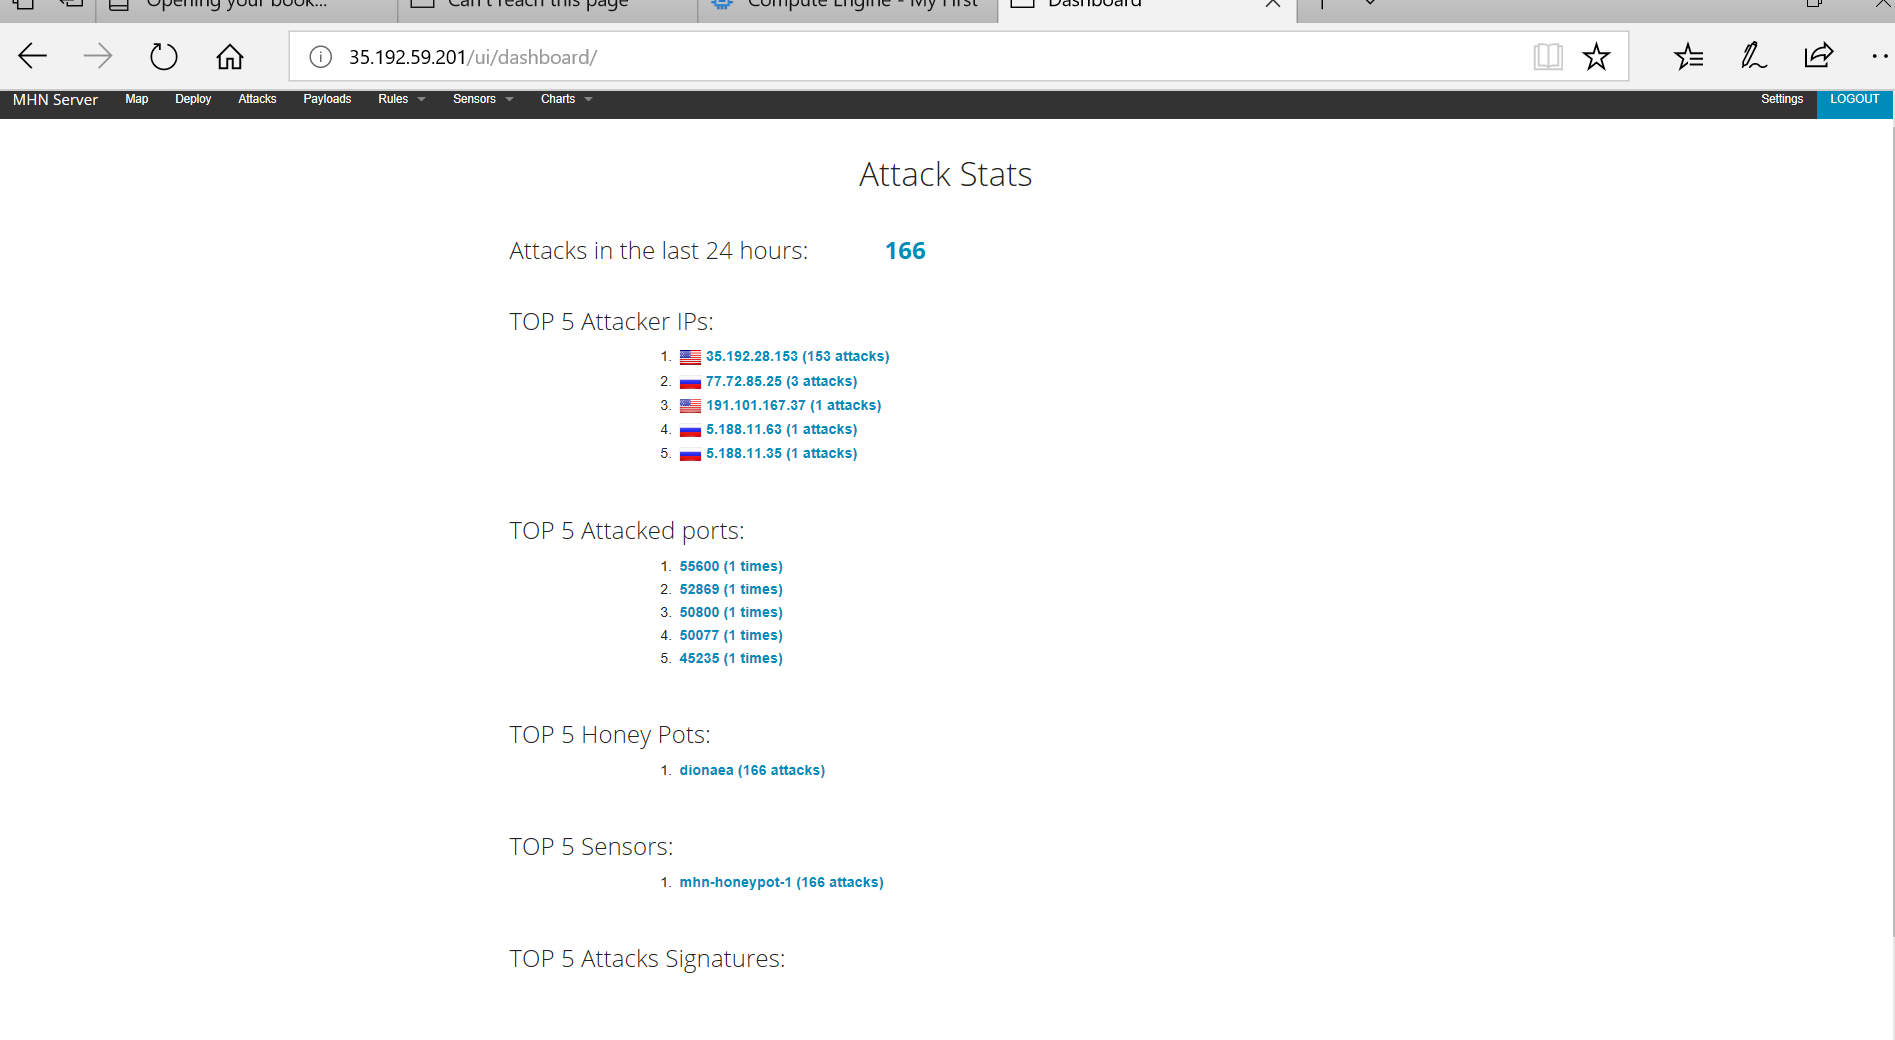 Opening your book...
Can't reach this page
Compute Engine - My First
Dashboard
35.192.59.201/ui/dashboard/
MHN Server Map Deploy Attacks Payloads Rules Sensors Charts Settings LOGOUT
Attack Stats
Attacks in the last 24 hours: 166
TOP 5 Attacker IPs:
1. 35.192.28.153 (153 attacks)
2. 77.72.85.25 (3 attacks)
3. 191.101.167.37 (1 attacks)
4. 5.188.11.63 (1 attacks)
5. 5.188.11.35 (1 attacks)
TOP 5 Attacked ports:
1. 55600 (1 times)
2. 52869 (1 times)
3. 50800 (1 times)
4. 50077 (1 times)
5. 45235 (1 times)
TOP 5 Honey Pots:
1. dionaea (166 attacks)
TOP 5 Sensors:
1. mhn-honeypot-1 (166 attacks)
TOP 5 Attacks Signatures: